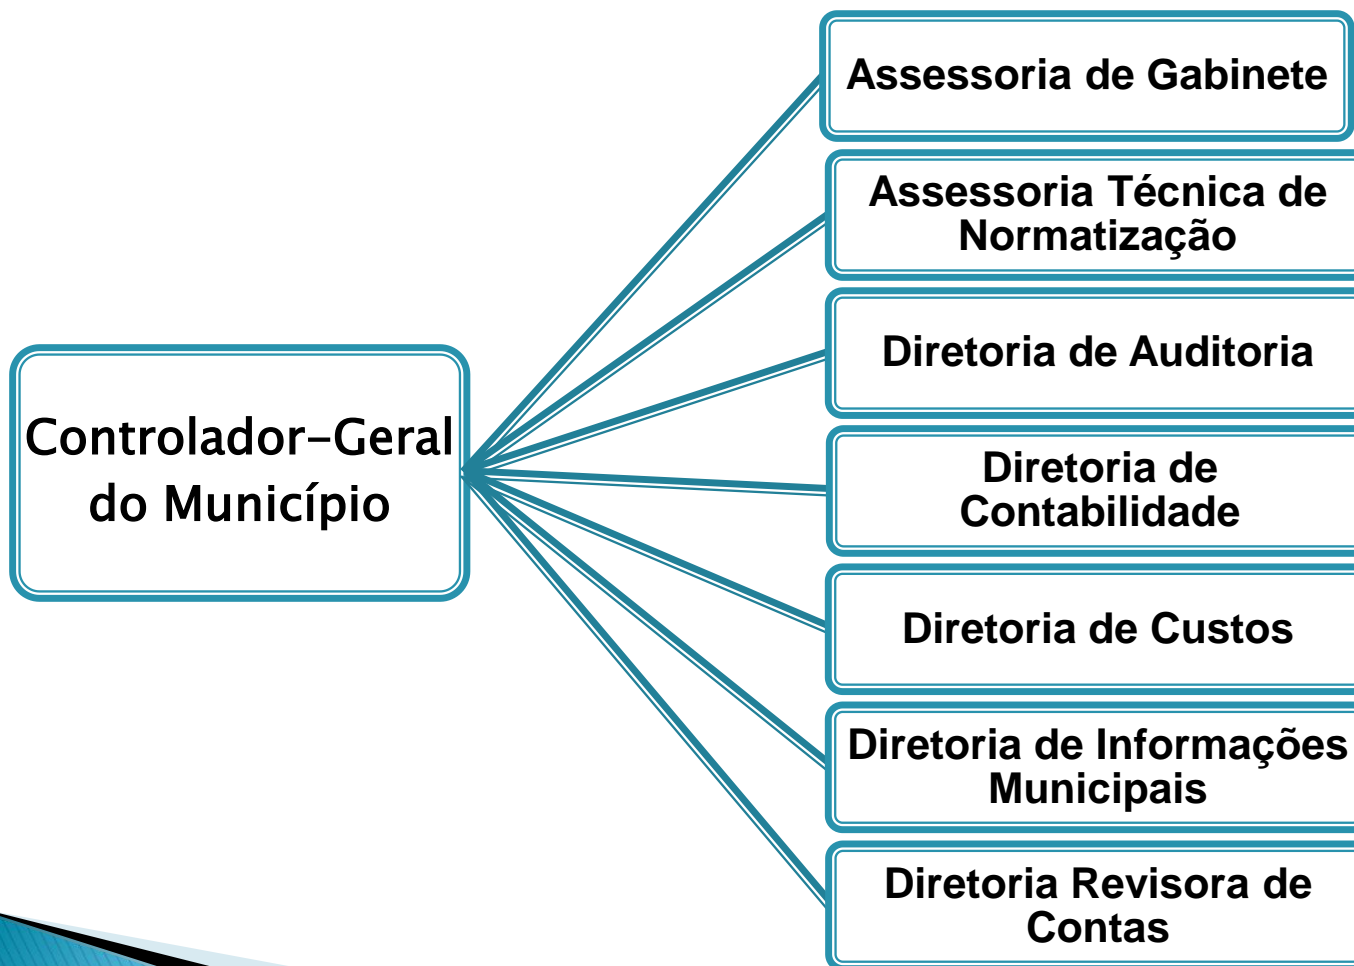 Assessoria de Gabinete
Assessoria Técnica de
Normatização
Diretoria de Auditoria
Controlador-Geral
do Município
Diretoria de
Contabilidade
Diretoria de Custos
Diretoria de Informações
Municipais
Diretoria Revisora de
Contas